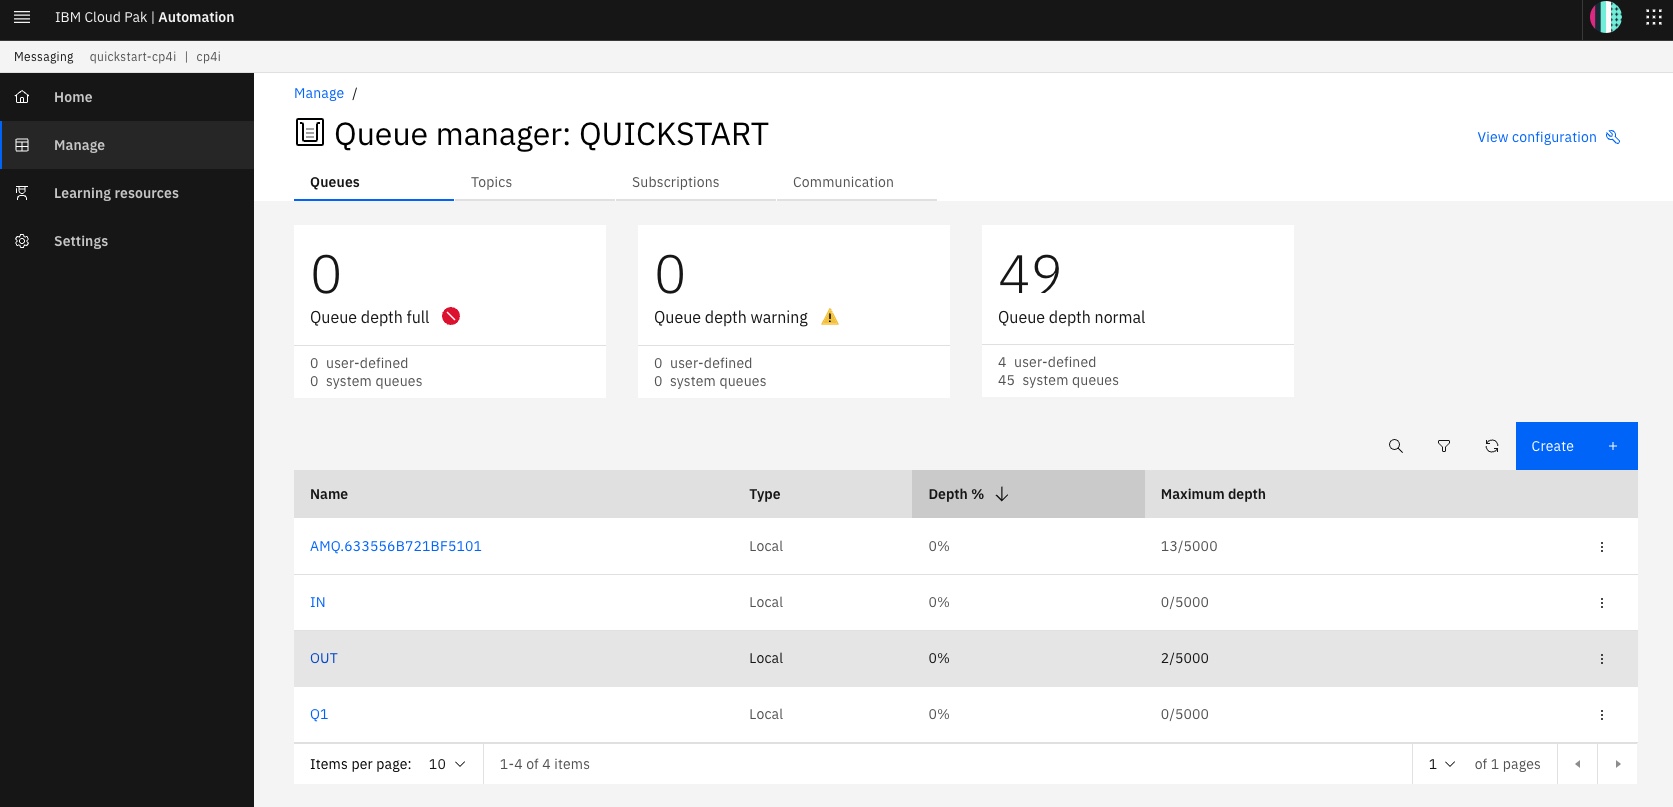 IBM Cloud Pak | Automation
Messaging quickstart-cp4i | cp4i
Home
Manage
Learning resources
Settings
Manage /
Queue manager: QUICKSTART
View configuration
Queues Topics Subscriptions Communication
0
Queue depth full
0 user-defined
0 system queues
0
Queue depth warning
0 user-defined
0 system queues
49
Queue depth normal
4 user-defined
45 system queues
Create +
Name Type Depth % Maximum depth
AMQ.633556B721BF5101 Local 0% 13/5000
IN Local 0% 0/5000
OUT Local 0% 2/5000
Q1 Local 0% 0/5000
Items per page: 10 1-4 of 4 items 1 of 1 pages